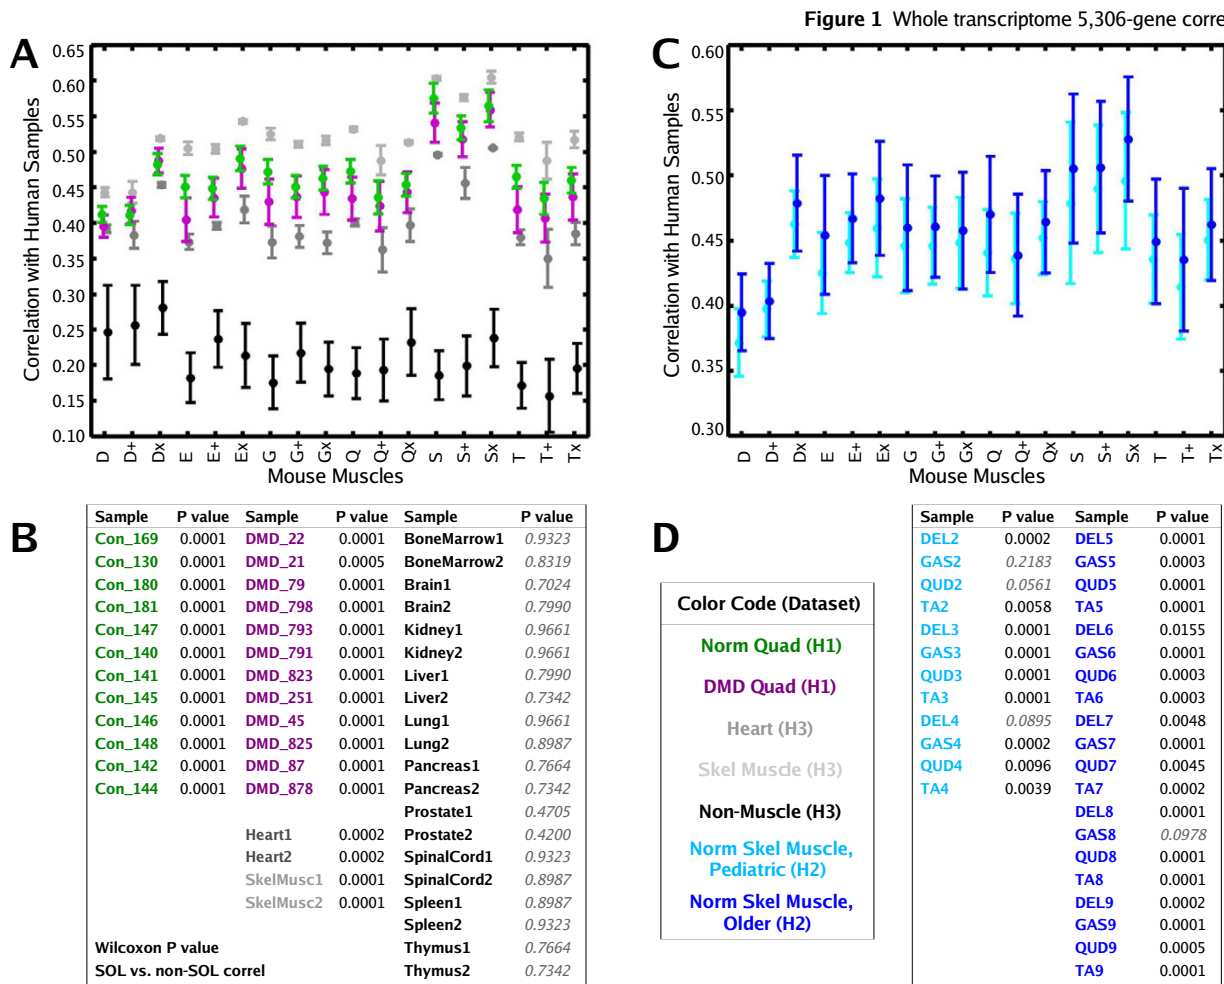 Figure 1 Whole transcriptome 5,306-gene corre
A
Correlation with Human Samples
0.65
0.60
0.55
0.50
0.45
0.40
0.35
0.30
0.25
0.20
0.15
0.10
D D+ Dx E E+ Ex G G+ Gx Q Q+ Qx S S+ Sx T T+ Tx
Mouse Muscles
C
Correlation with Human Samples
0.60
0.55
0.50
0.45
0.40
0.35
0.30
D D+ Dx E E+ Ex G G+ Gx Q Q+ Qx S S+ Sx T T+ Tx
Mouse Muscles
B
Sample P value Sample P value Sample P value
Con_169 0.0001 DMD_22 0.0001 BoneMarrow1 0.9323
Con_130 0.0001 DMD_21 0.0005 BoneMarrow2 0.8319
Con_180 0.0001 DMD_79 0.0001 Brain1 0.7024
Con_181 0.0001 DMD_798 0.0001 Brain2 0.7990
Con_147 0.0001 DMD_793 0.0001 Kidney1 0.9661
Con_140 0.0001 DMD_791 0.0001 Kidney2 0.9661
Con_141 0.0001 DMD_823 0.0001 Liver1 0.7990
Con_145 0.0001 DMD_251 0.0001 Liver2 0.7342
Con_146 0.0001 DMD_45 0.0001 Lung1 0.9661
Con_148 0.0001 DMD_825 0.0001 Lung2 0.8987
Con_142 0.0001 DMD_87 0.0001 Pancreas1 0.7664
Con_144 0.0001 DMD_878 0.0001 Pancreas2 0.7342
Prostate1 0.4705
Heart1 0.0002 Prostate2 0.4200
Heart2 0.0002 SpinalCord1 0.9323
SkelMusc1 0.0001 SpinalCord2 0.8987
SkelMusc2 0.0001 Spleen1 0.8987
Spleen2 0.9323
Wilcoxon P value Thymus1 0.7664
SOL vs. non-SOL correl Thymus2 0.7342
D
Color Code (Dataset)
Norm Quad (H1)
DMD Quad (H1)
Heart (H3)
Skel Muscle (H3)
Non-Muscle (H3)
Norm Skel Muscle,
Pediatric (H2)
Norm Skel Muscle,
Older (H2)
Sample P value Sample P value
DEL2 0.0002 DEL5 0.0001
GAS2 0.2183 GAS5 0.0003
QUD2 0.0561 QUD5 0.0001
TA2 0.0058 TA5 0.0001
DEL3 0.0001 DEL6 0.0155
GAS3 0.0001 GAS6 0.0001
QUD3 0.0001 QUD6 0.0003
TA3 0.0001 TA6 0.0003
DEL4 0.0895 DEL7 0.0048
GAS4 0.0002 GAS7 0.0001
QUD4 0.0096 QUD7 0.0045
TA4 0.0039 TA7 0.0002
DEL8 0.0001
GAS8 0.0978
QUD8 0.0001
TA8 0.0001
DEL9 0.0002
GAS9 0.0001
QUD9 0.0005
TA9 0.0001